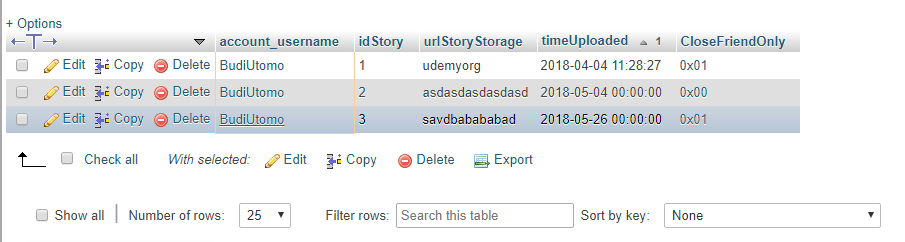 + Options
←T→ account_username idStory urlStoryStorage timeUploaded 1 CloseFriendOnly
Edit Copy Delete BudiUtomo 1 udemyorg 2018-04-04 11:28:27 0x01
Edit Copy Delete BudiUtomo 2 asdasdasdasdasd 2018-05-04 00:00:00 0x00
Edit Copy Delete BudiUtomo 3 savdbabababad 2018-05-26 00:00:00 0x01
Check all With selected: Edit Copy Delete Export
Show all Number of rows: 25 Filter rows: Search this table Sort by key: None